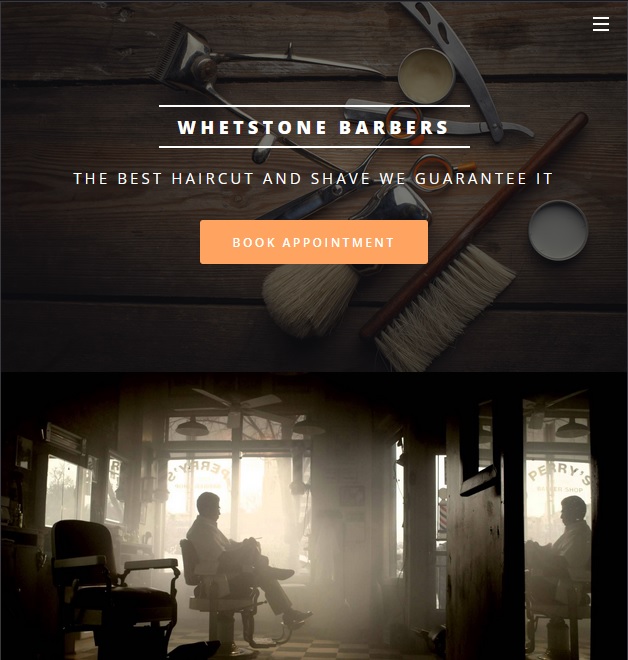 WHETSTONE BARBERS
THE BEST HAIRCUT AND SHAVE WE GUARANTEE IT
BOOK APPOINTMENT
PERRY'S
PERRY'S
BARBER SHOP